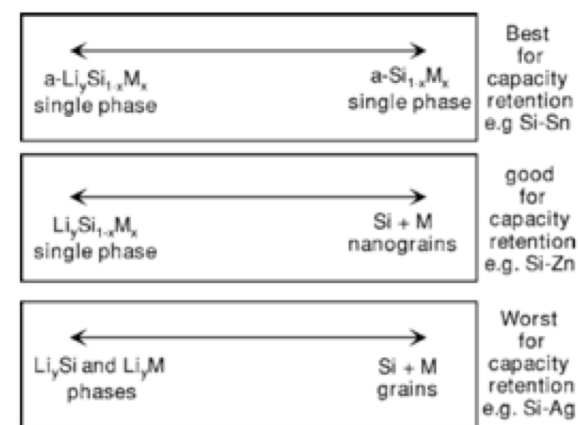 a-LiySi1-xMx
single phase
a-Si1-xMx
single phase
Best
for
capacity
retention
e.g Si-Sn
LiySi1-xMx
single phase
Si + M
nanograins
good
for
capacity
retention
e.g. Si-Zn
LiySi and LiyM
phases
Si + M
grains
Worst
for
capacity
retention
e.g. Si-Ag